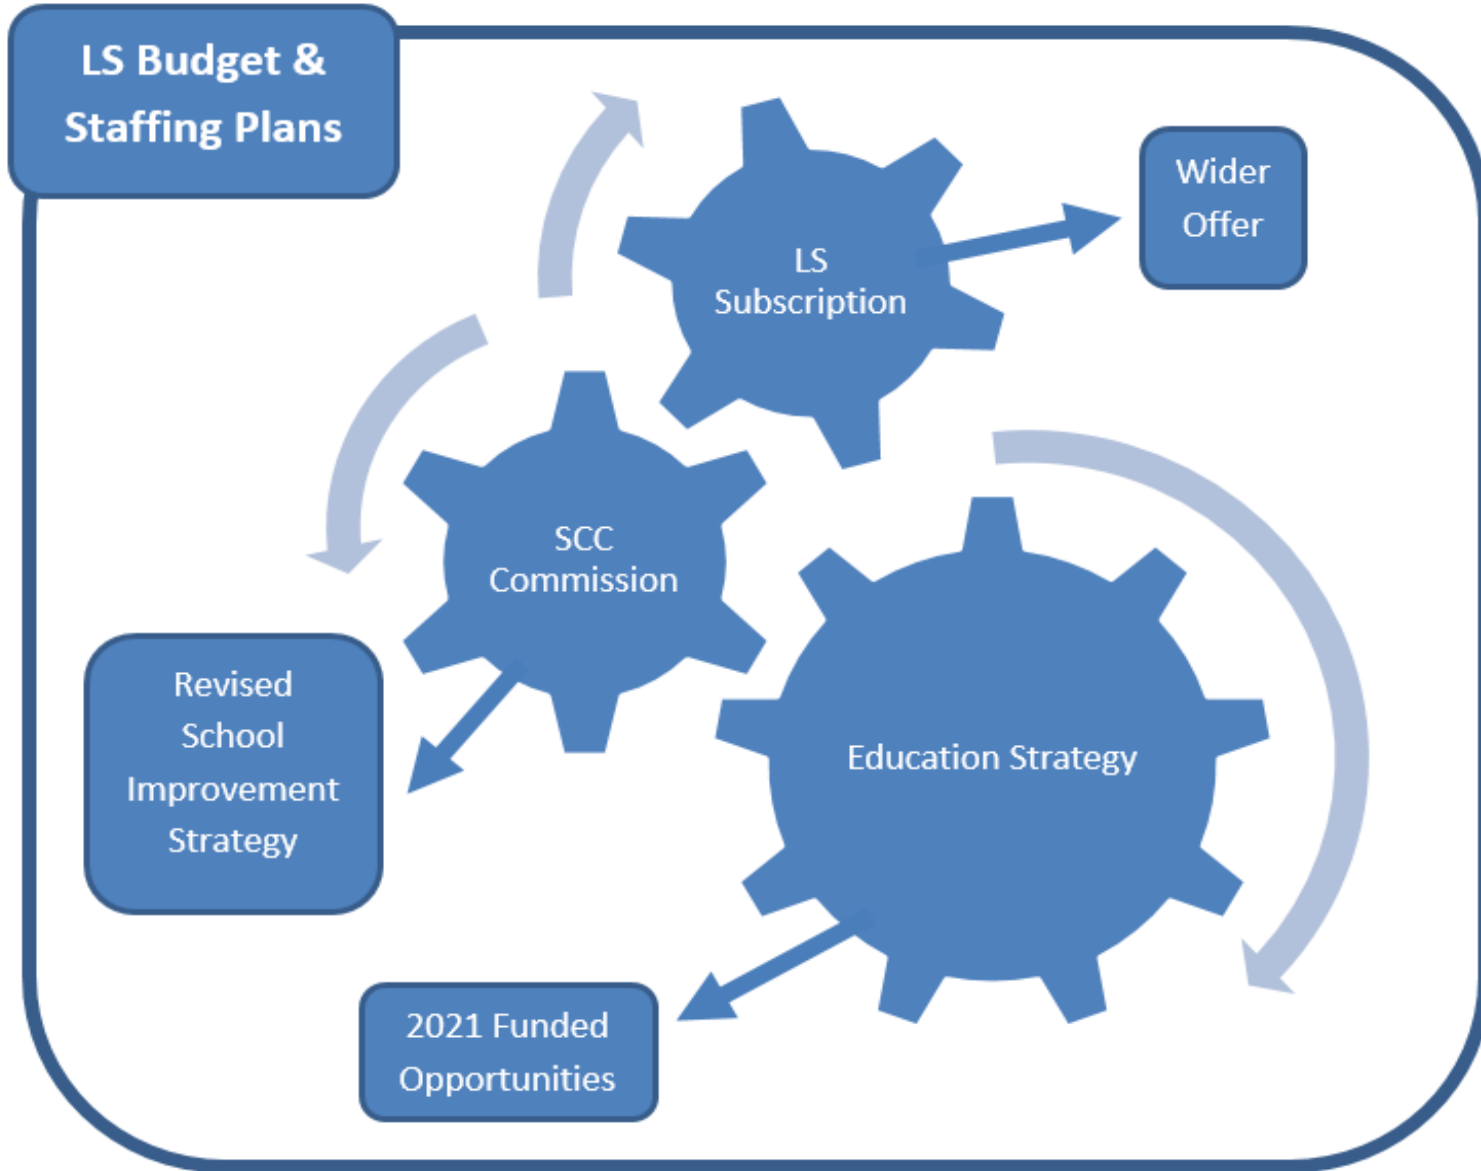 LS Budget &
Staffing Plans
Wider
Offer
LS
Subscription
SCC
Commission
Revised
School
Improvement
Strategy
Education Strategy
2021 Funded
Opportunities